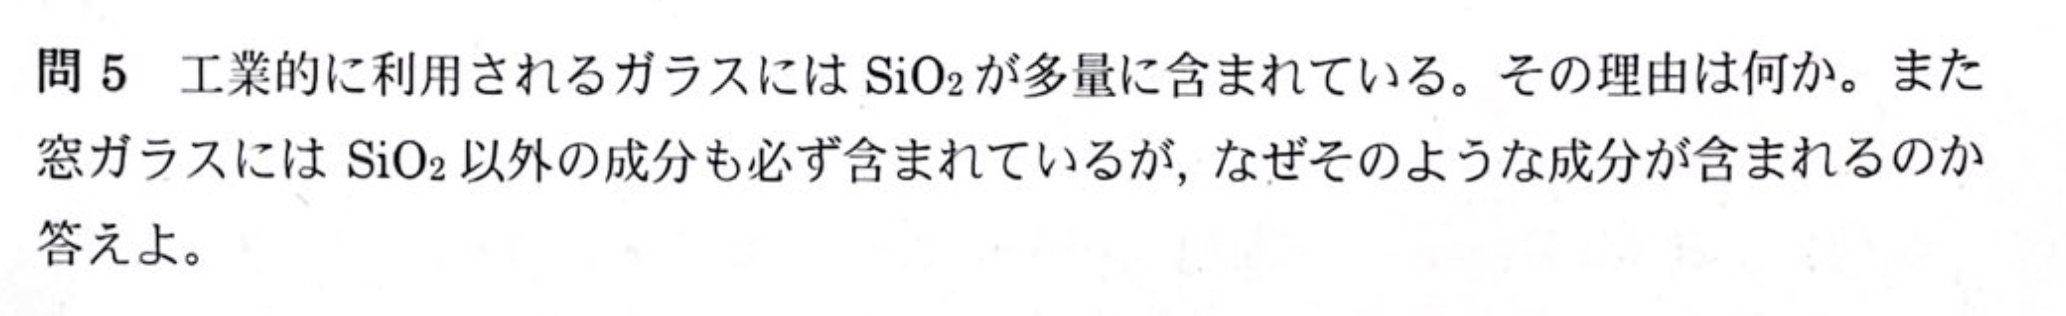 問 5　工業的に利用されるガラスには SiO₂ が多量に含まれている。その理由は何か。また
窓ガラスには SiO₂ 以外の成分も必ず含まれているが, なぜそのような成分が含まれるのか
答えよ。